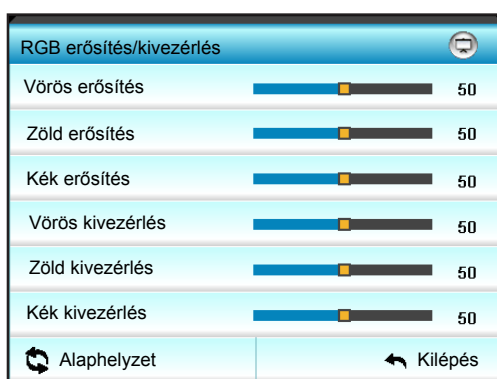 RGB erősítés/kivezérlés
Vörös erősítés 50
Zöld erősítés 50
Kék erősítés 50
Vörös kivezérlés 50
Zöld kivezérlés 50
Kék kivezérlés 50
Alaphelyzet Kilépés